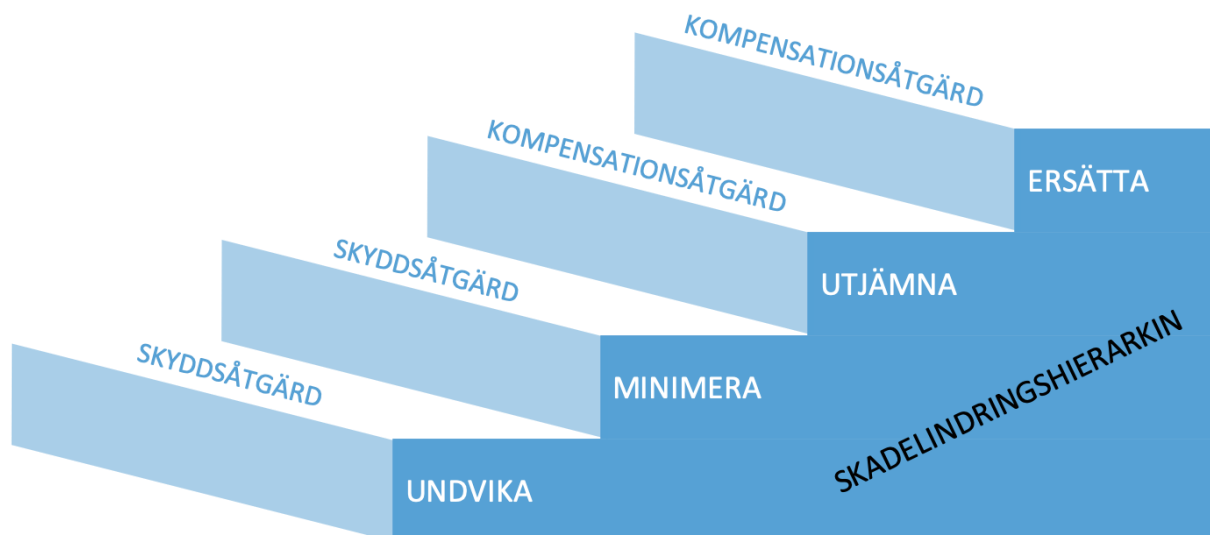 KOMPENSATIONSÅTGÄRD
ERSÄTTA
KOMPENSATIONSÅTGÄRD
UTJÄMNA
SKYDDSÅTGÄRD
MINIMERA
SKYDDSÅTGÄRD
UNDVIKA
SKADELINDRINGSHIERARKIN